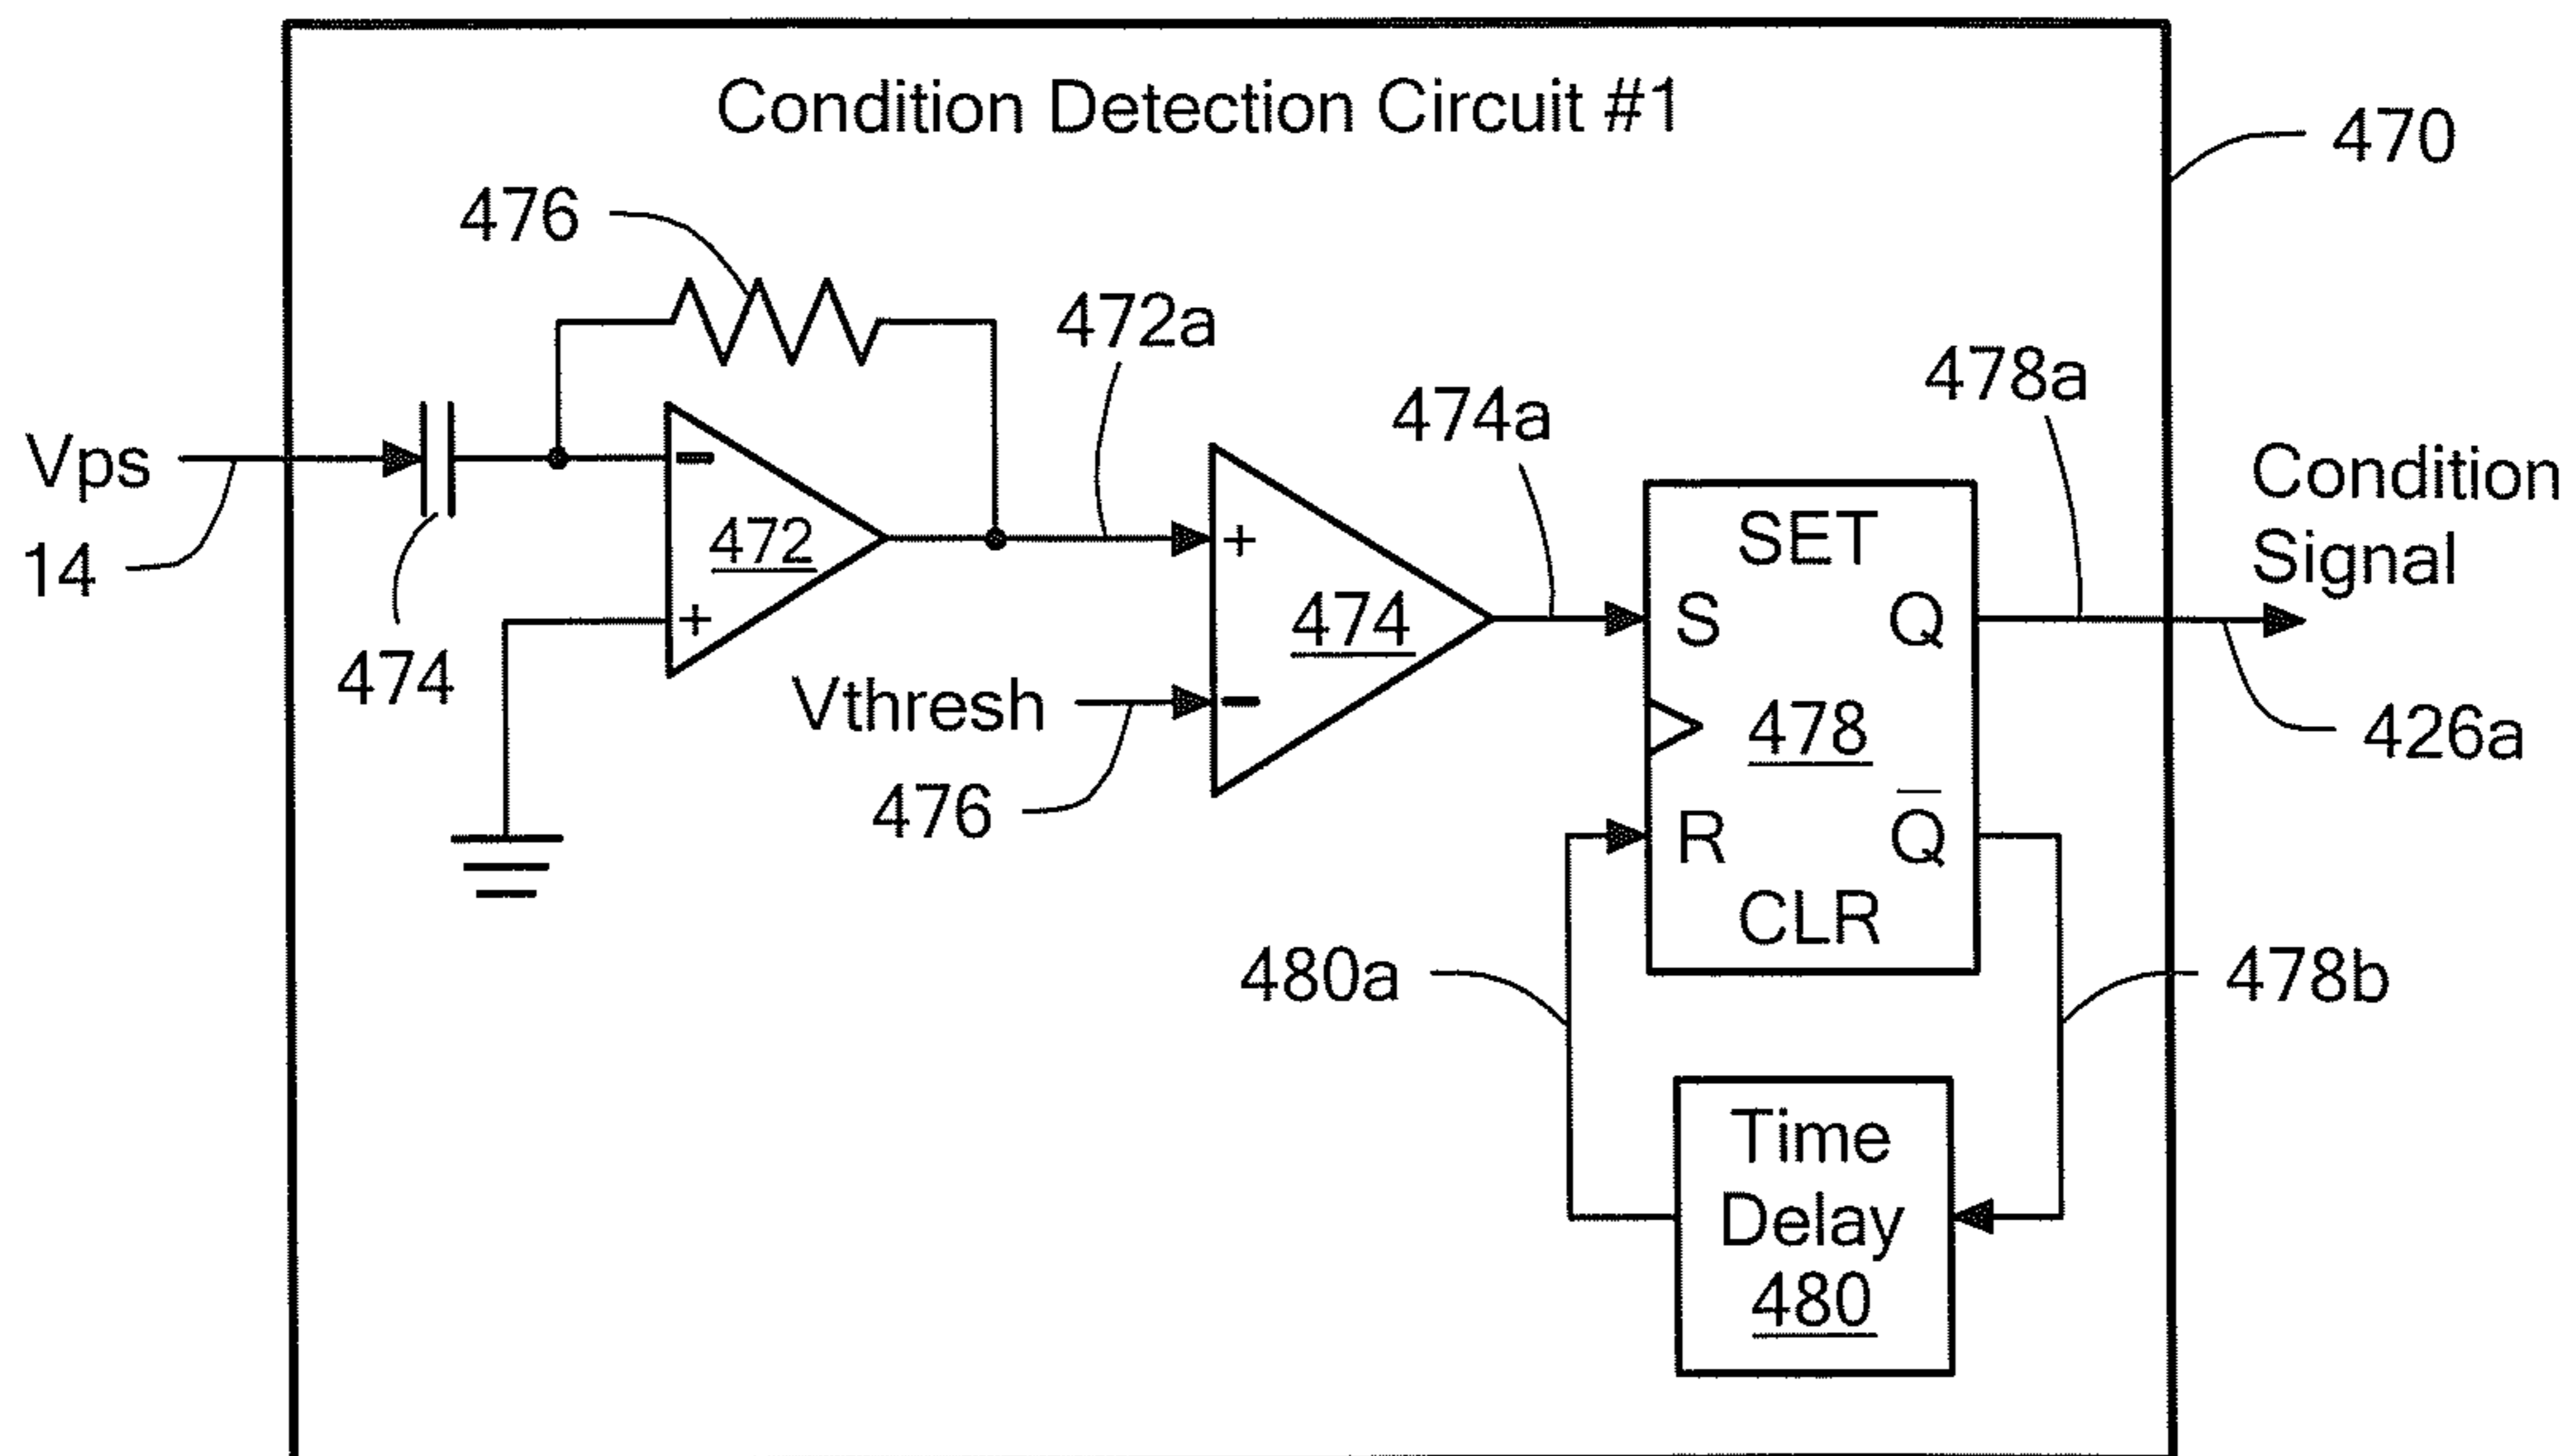 Condition Detection Circuit #1
470
476
472a
474a
478a
Vps
14
474
-
+
472
+
-
474
Vthresh
476
SET
S
Q
478
R
Q̅
CLR
Condition
Signal
426a
480a
478b
Time
Delay
480